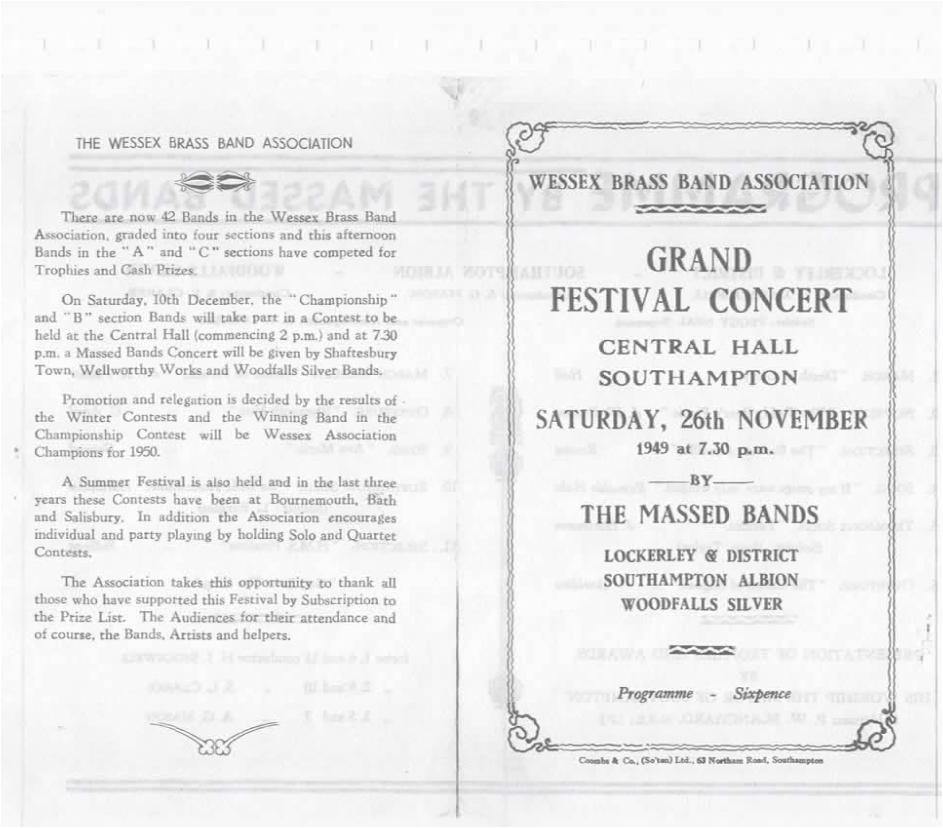 THE WESSEX BRASS BAND ASSOCIATION
There are now 42 Bands in the Wessex Brass Band
Association, graded into four sections and this afternoon
Bands in the "A" and "C" sections have competed for
Trophies and Cash Prizes.
On Saturday, 10th December, the "Championship"
and "B" section Bands will take part in a Contest to be
held at the Central Hall (commencing 2 p.m.) and at 7.30
p.m. a Massed Bands Concert will be given by Shaftesbury
Town, Wellworthy Works and Woodfalls Silver Bands.
Promotion and relegation is decided by the results of
the Winter Contests and the Winning Band in the
Championship Contest will be Wessex Association
Champions for 1950.
A Summer Festival is also held and in the last three
years these Contests have been at Bournemouth, Bath
and Salisbury. In addition the Association encourages
individual and party playing by holding Solo and Quartet
Contests.
The Association takes this opportunity to thank all
those who have supported this Festival by Subscription to
the Prize List. The Audiences for their attendance and
of course, the Bands, Artists and helpers.
WESSEX BRASS BAND ASSOCIATION
GRAND
FESTIVAL CONCERT
CENTRAL HALL
SOUTHAMPTON
SATURDAY, 26th NOVEMBER
1949 at 7.30 p.m.
BY
THE MASSED BANDS
LOCKERLEY & DISTRICT
SOUTHAMPTON ALBION
WOODFALLS SILVER
Programme - Sixpence
Coombs & Co., (So'ton) Ltd., 63 Northam Road, Southampton